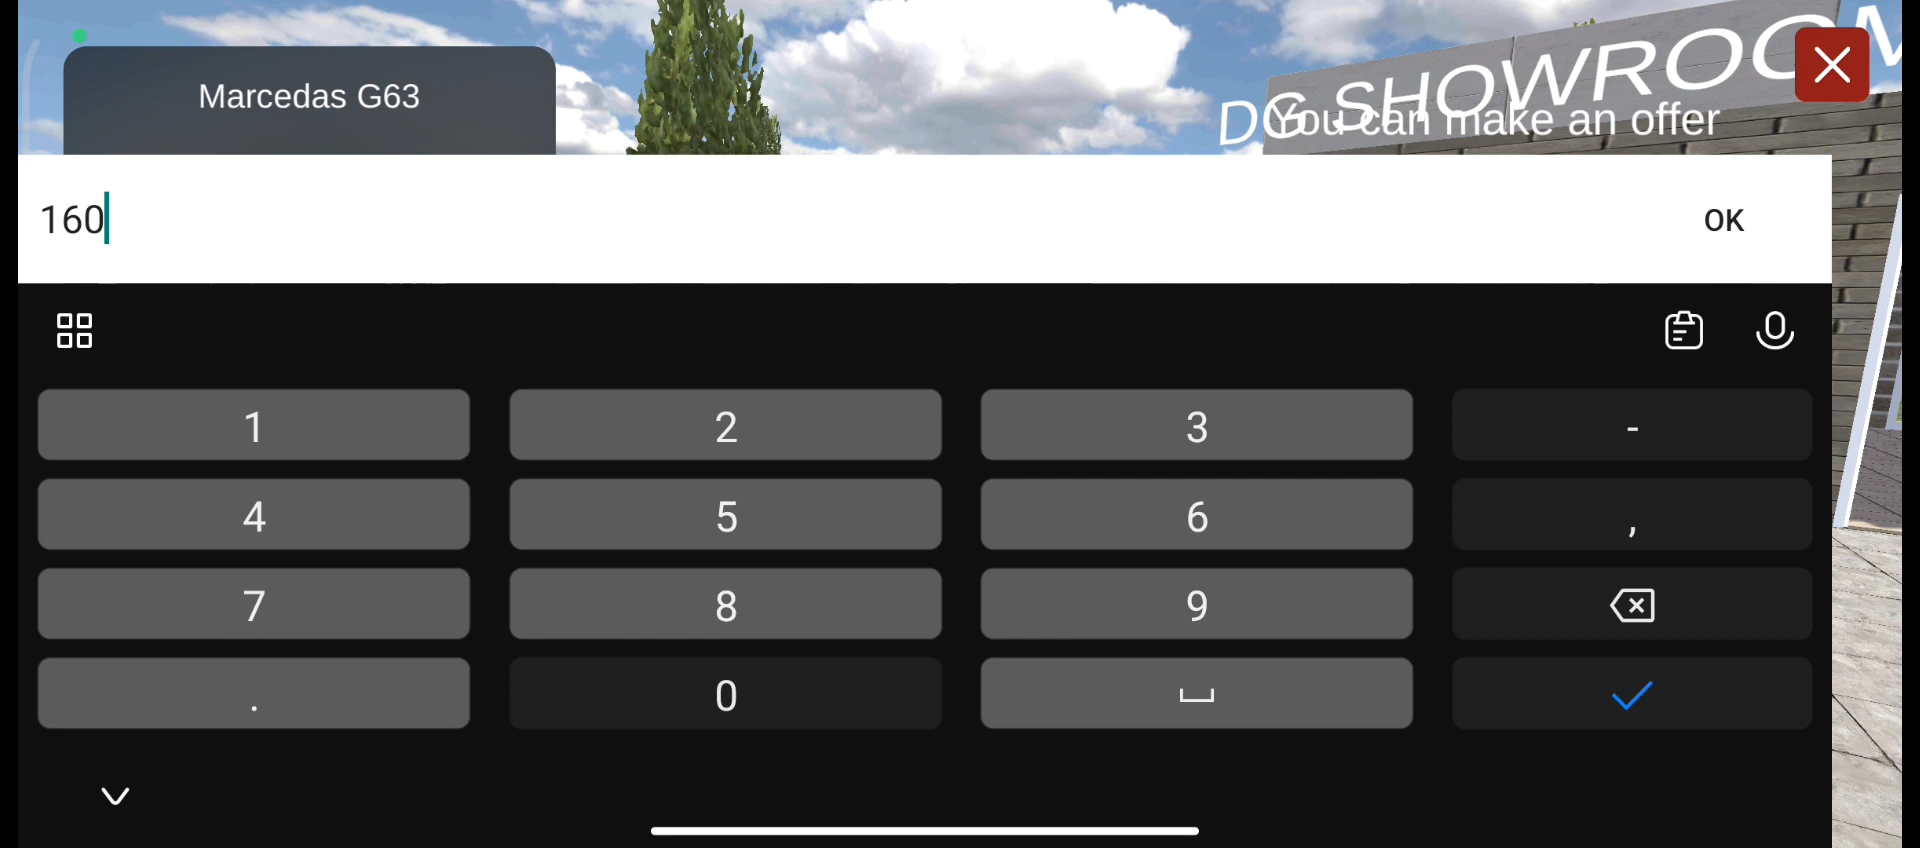 Marcedas G63
DG SHOWROOM
You can make an offer
160
OK
1 2 3 -
4 5 6 ,
7 8 9
. 0